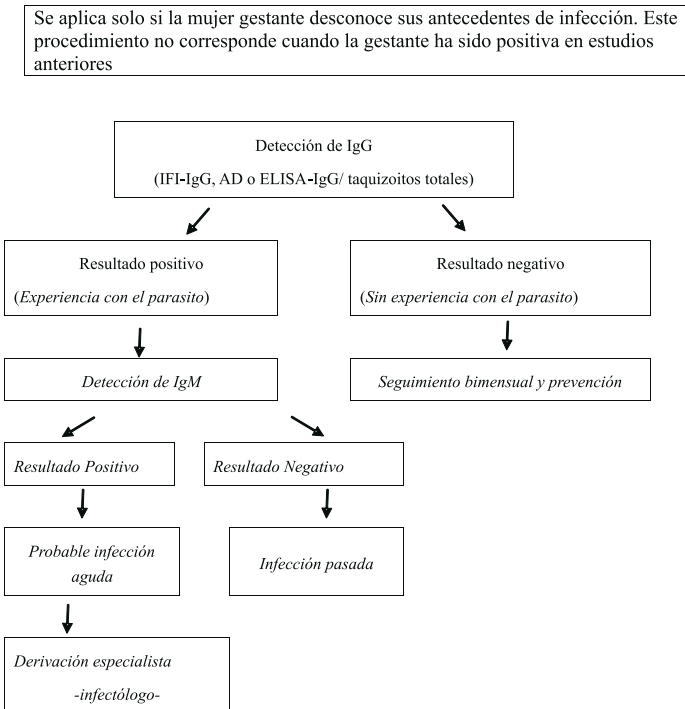 Se aplica solo si la mujer gestante desconoce sus antecedentes de infección. Este
procedimiento no corresponde cuando la gestante ha sido positiva en estudios
anteriores
Detección de IgG
(IFI-IgG, AD o ELISA-IgG/ taquizoitos totales)
Resultado positivo
(Experiencia con el parasito)
Resultado negativo
(Sin experiencia con el parasito)
Detección de IgM
Seguimiento bimensual y prevención
Resultado Positivo
Resultado Negativo
Probable infección
aguda
Infección pasada
Derivación especialista
-infectólogo-